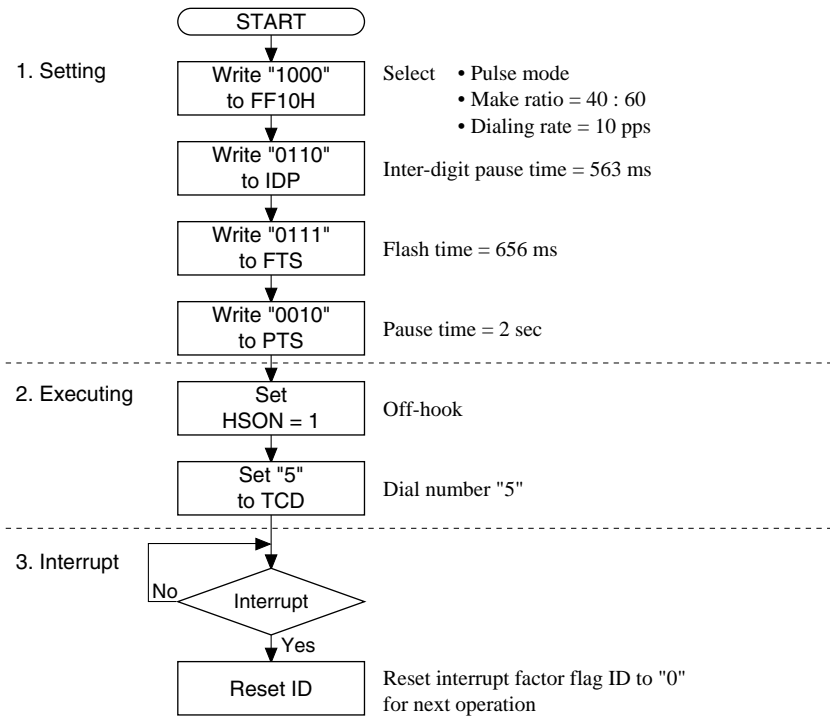 START
1. Setting
Write "1000"
to FF10H
Select • Pulse mode
• Make ratio = 40 : 60
• Dialing rate = 10 pps
Write "0110"
to IDP
Inter-digit pause time = 563 ms
Write "0111"
to FTS
Flash time = 656 ms
Write "0010"
to PTS
Pause time = 2 sec
2. Executing
Set
HSON = 1
Off-hook
Set "5"
to TCD
Dial number "5"
3. Interrupt
No
Interrupt
Yes
Reset ID
Reset interrupt factor flag ID to "0"
for next operation